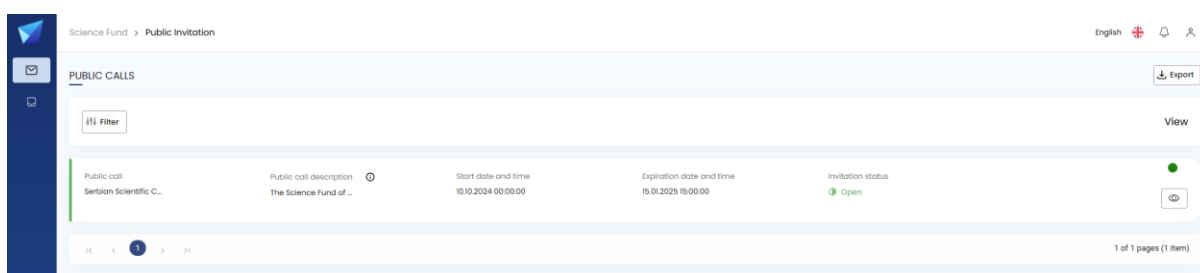 Science Fund > Public Invitation
English
PUBLIC CALLS
Export
Filter
View
Public call
Serbian Scientific C...
Public call description
The Science Fund of ...
Start date and time
10.10.2024 00:00:00
Expiration date and time
15.01.2025 15:00:00
Invitation status
Open
1
1 of 1 pages (1 item)